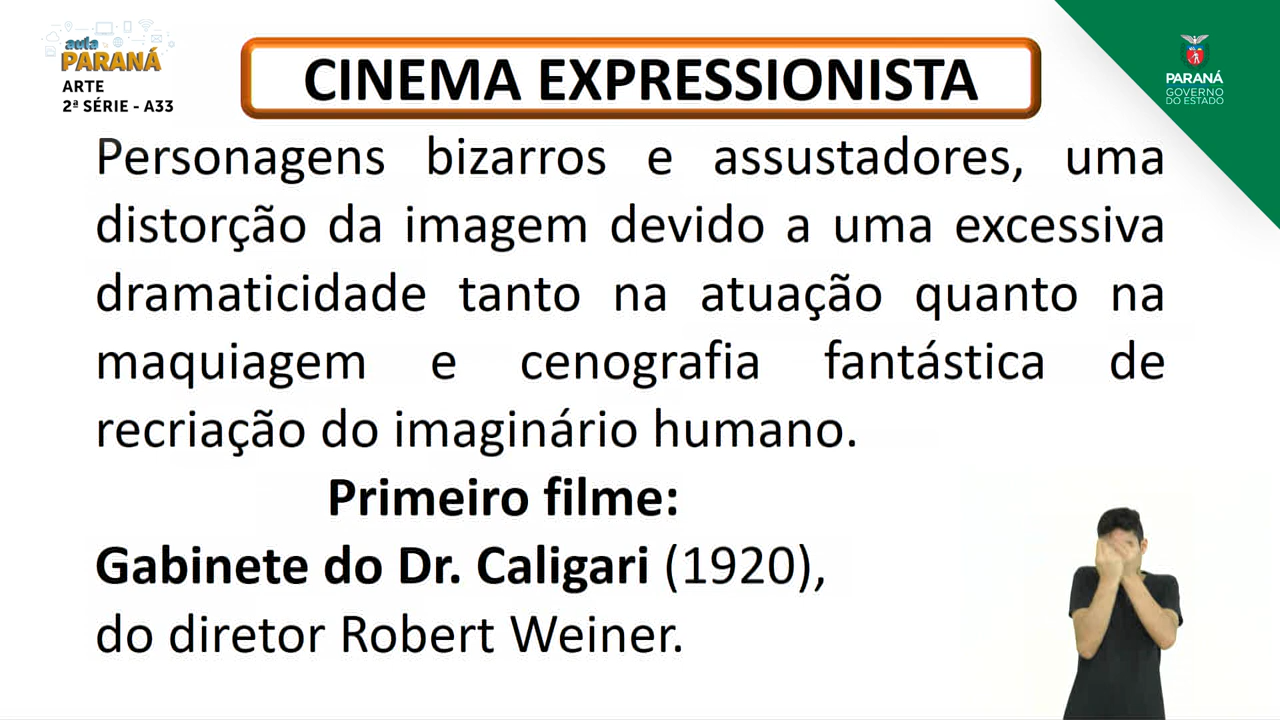 aula
PARANÁ
ARTE
2ª SÉRIE - A33
CINEMA EXPRESSIONISTA
PARANÁ
GOVERNO
DO ESTADO
Personagens bizarros e assustadores, uma
distorção da imagem devido a uma excessiva
dramaticidade tanto na atuação quanto na
maquiagem e cenografia fantástica de
recriação do imaginário humano.
Primeiro filme:
Gabinete do Dr. Caligari (1920),
do diretor Robert Weiner.